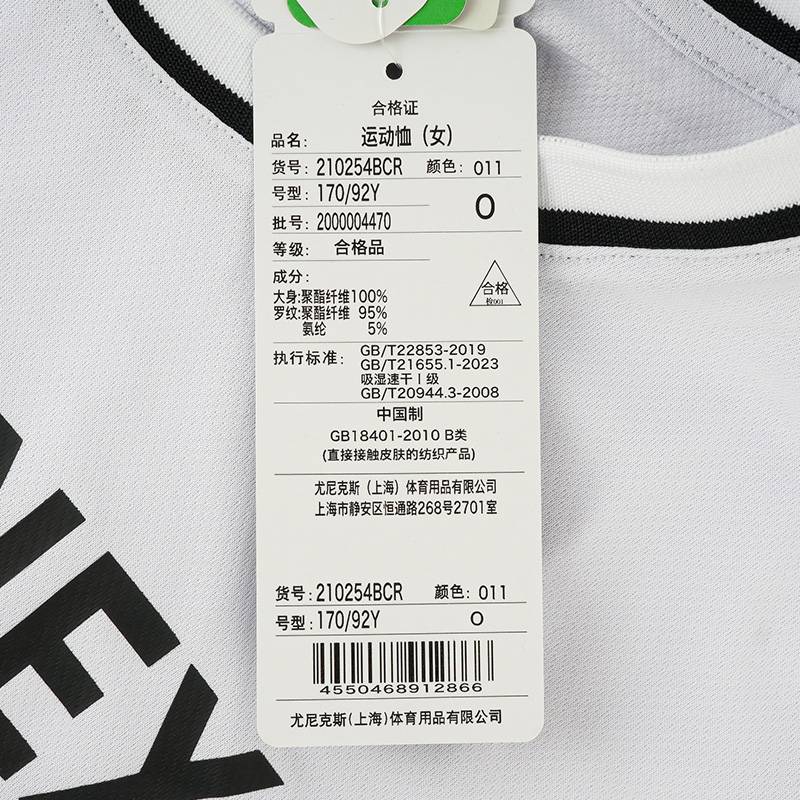 合格证
品名: 运动恤（女）
货号: 210254BCR 颜色: 011
号型: 170/92Y O
批号: 2000004470
等级: 合格品
成分:
大身:聚酯纤维100%
罗纹:聚酯纤维 95%
氨纶 5%
合格
检001
执行标准: GB/T22853-2019
GB/T21655.1-2023
吸湿速干Ⅰ级
GB/T20944.3-2008
中国制
GB18401-2010 B类
(直接接触皮肤的纺织产品)
尤尼克斯（上海）体育用品有限公司
上海市静安区恒通路268号2701室
货号: 210254BCR 颜色: 011
号型: 170/92Y O
4550468912866
尤尼克斯(上海)体育用品有限公司
NEY